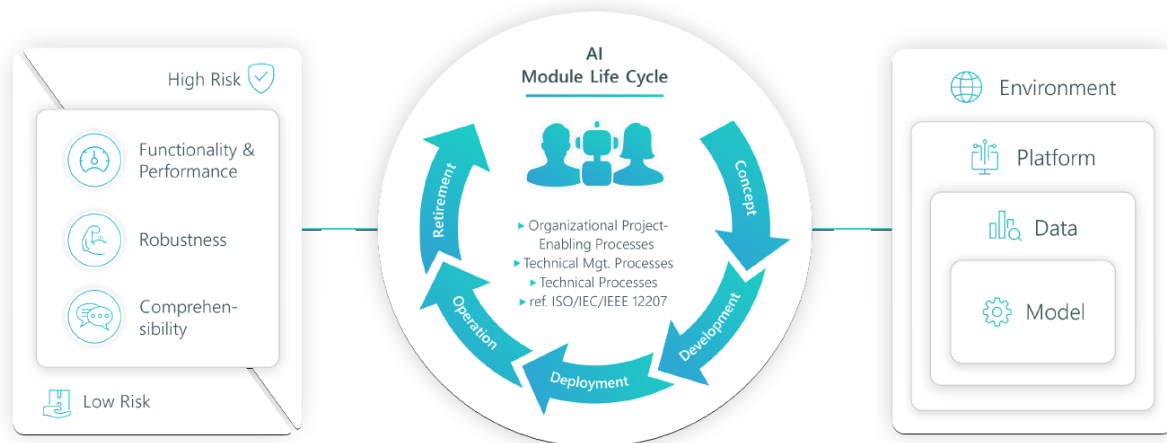 High Risk
Functionality &
Performance
Robustness
Comprehen-
sibility
Low Risk
AI
Module Life Cycle
Concept
Development
Deployment
Operation
Retirement
▸ Organizational Project-
Enabling Processes
▸ Technical Mgt. Processes
▸ Technical Processes
▸ ref. ISO/IEC/IEEE 12207
Environment
Platform
Data
Model